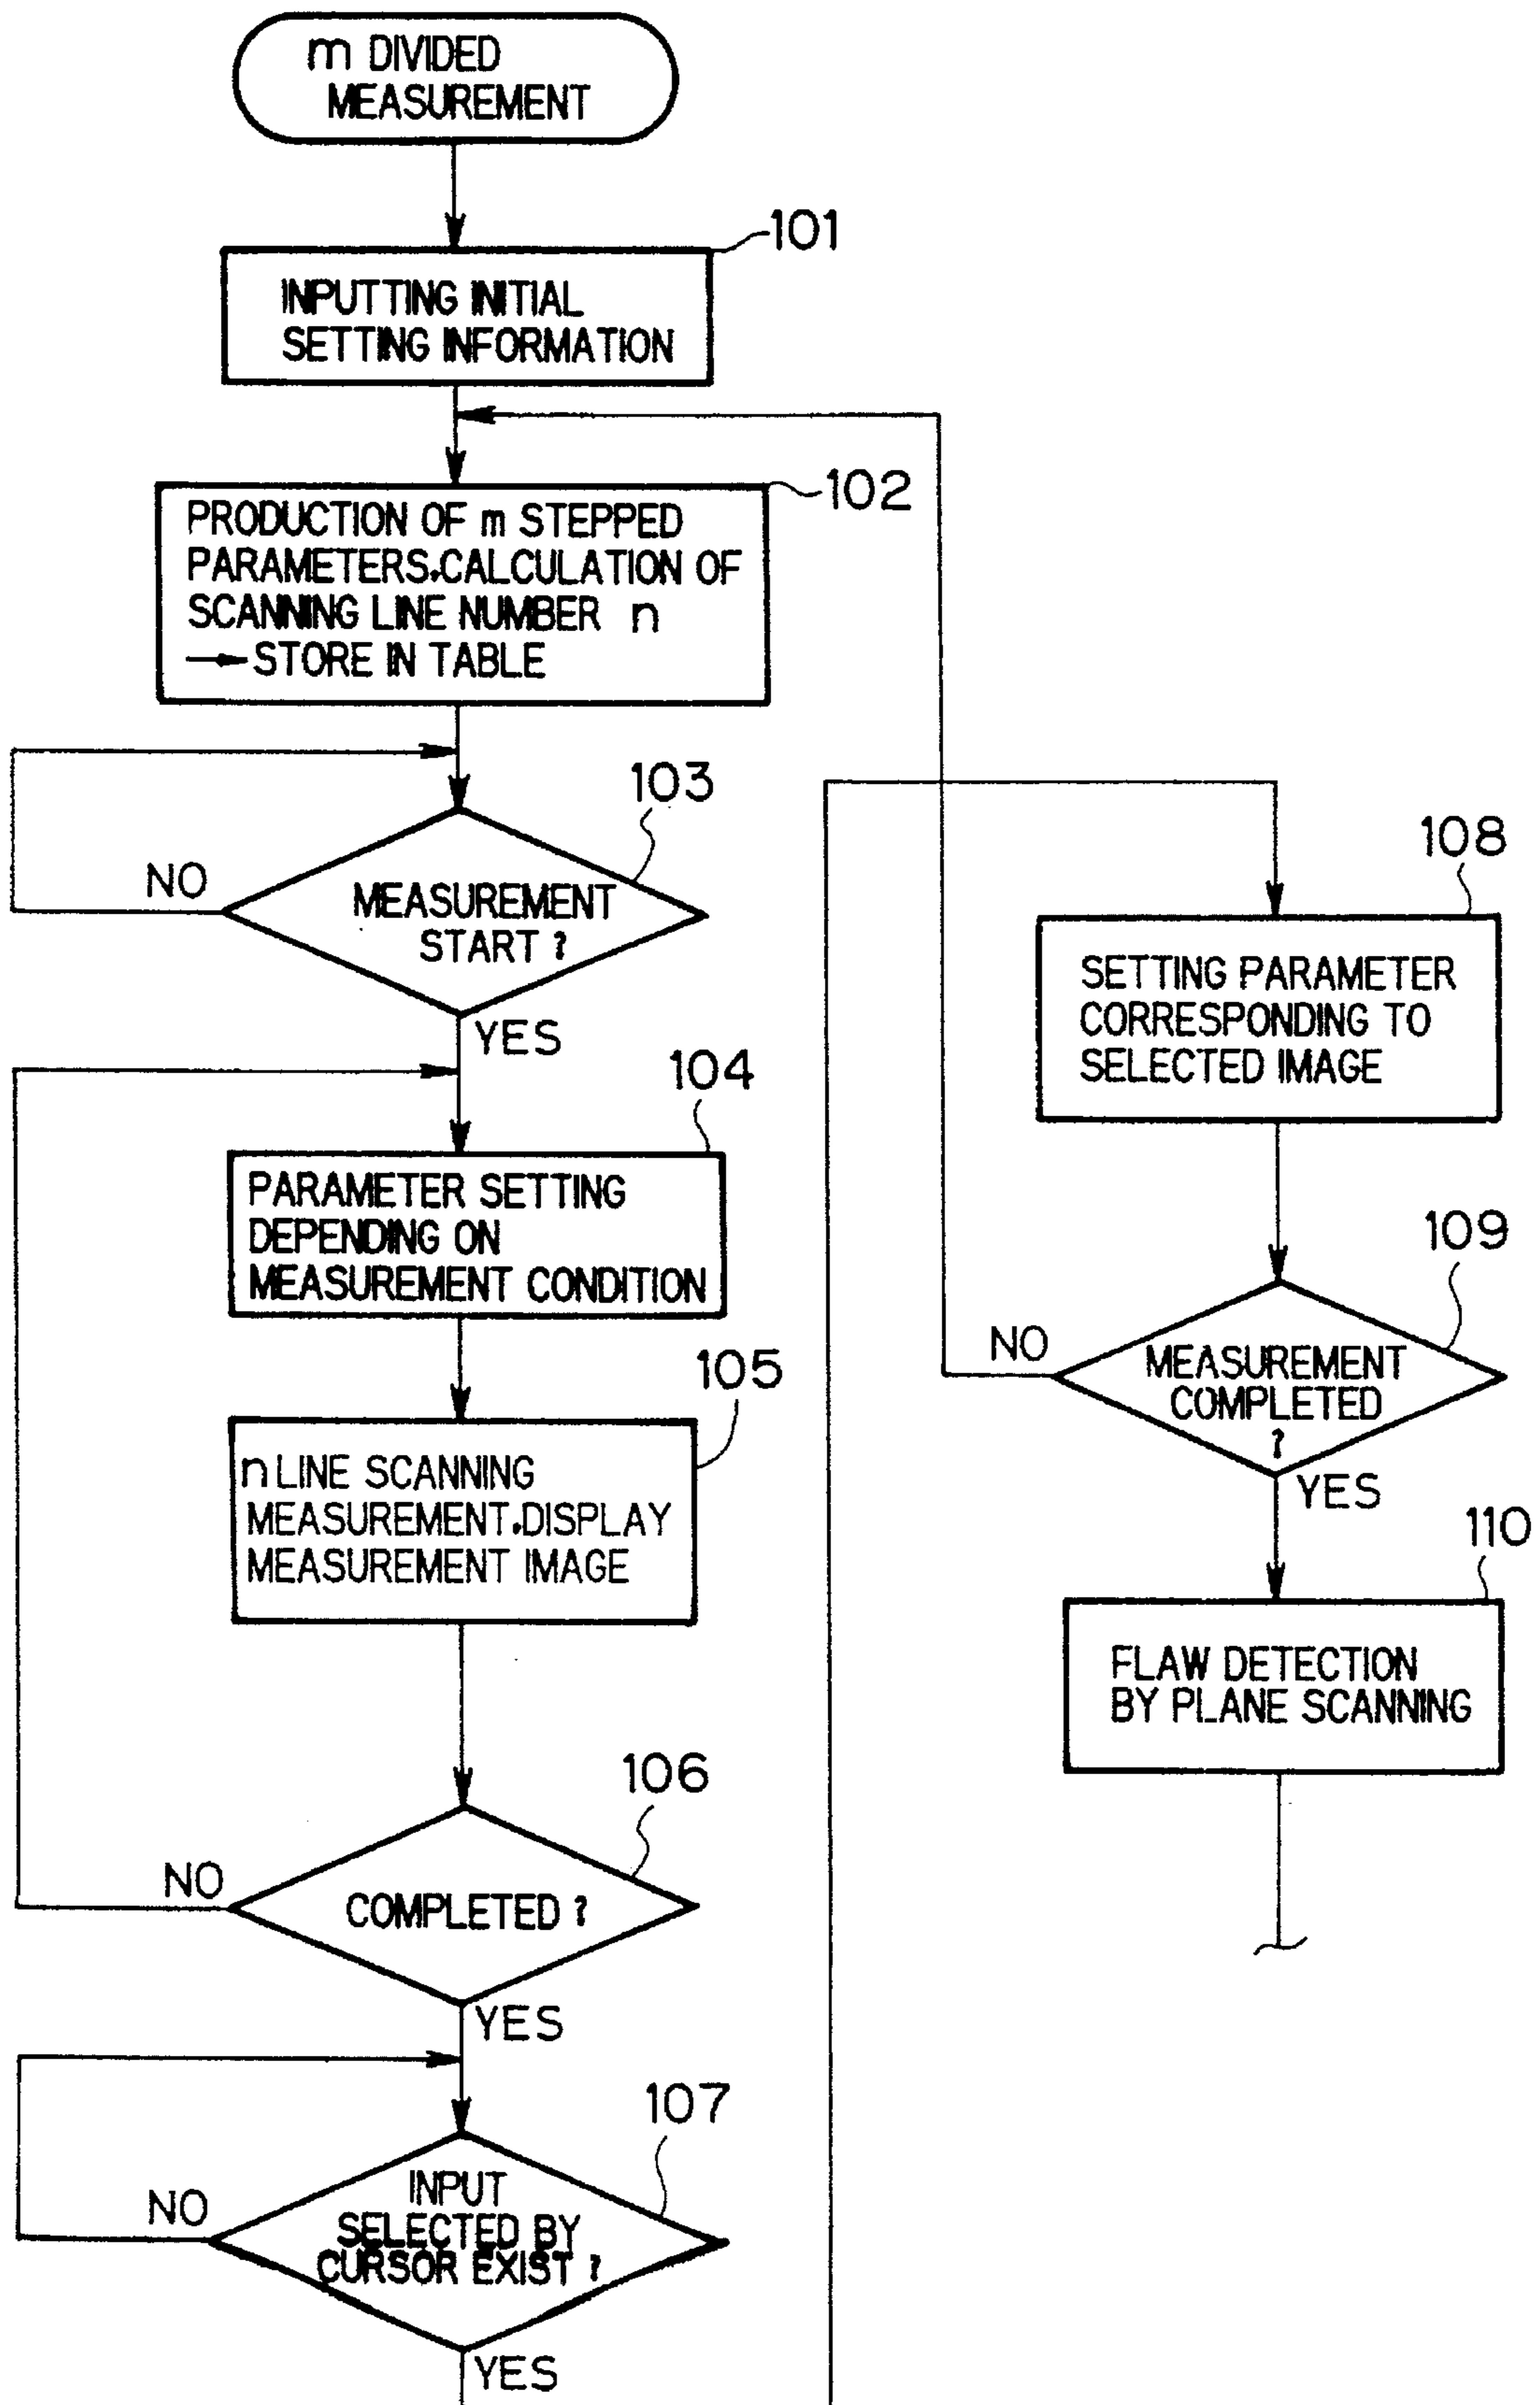 m DIVIDED
MEASUREMENT
101
INPUTTING INITIAL
SETTING INFORMATION
102
PRODUCTION OF m STEPPED
PARAMETERS.CALCULATION OF
SCANNING LINE NUMBER n
→ STORE IN TABLE
103
NO
MEASUREMENT
START ?
YES
104
PARAMETER SETTING
DEPENDING ON
MEASUREMENT CONDITION
105
n LINE SCANNING
MEASUREMENT.DISPLAY
MEASUREMENT IMAGE
106
NO
COMPLETED ?
YES
107
NO
INPUT
SELECTED BY
CURSOR EXIST ?
YES
108
SETTING PARAMETER
CORRESPONDING TO
SELECTED IMAGE
109
NO
MEASUREMENT
COMPLETED
?
YES
110
FLAW DETECTION
BY PLANE SCANNING